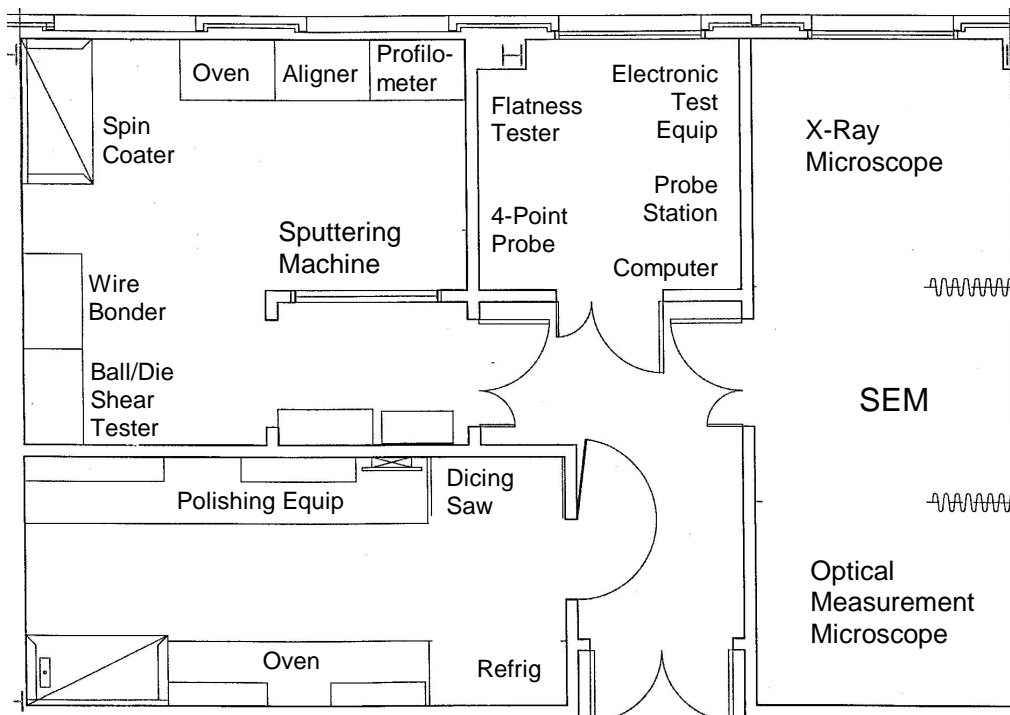 Oven
Aligner
Profilo-
meter
Spin
Coater
Flatness
Tester
Electronic
Test
Equip
X-Ray
Microscope
Probe
Station
4-Point
Probe
Sputtering
Machine
Computer
Wire
Bonder
Ball/Die
Shear
Tester
SEM
Polishing Equip
Dicing
Saw
Optical
Measurement
Microscope
Oven
Refrig